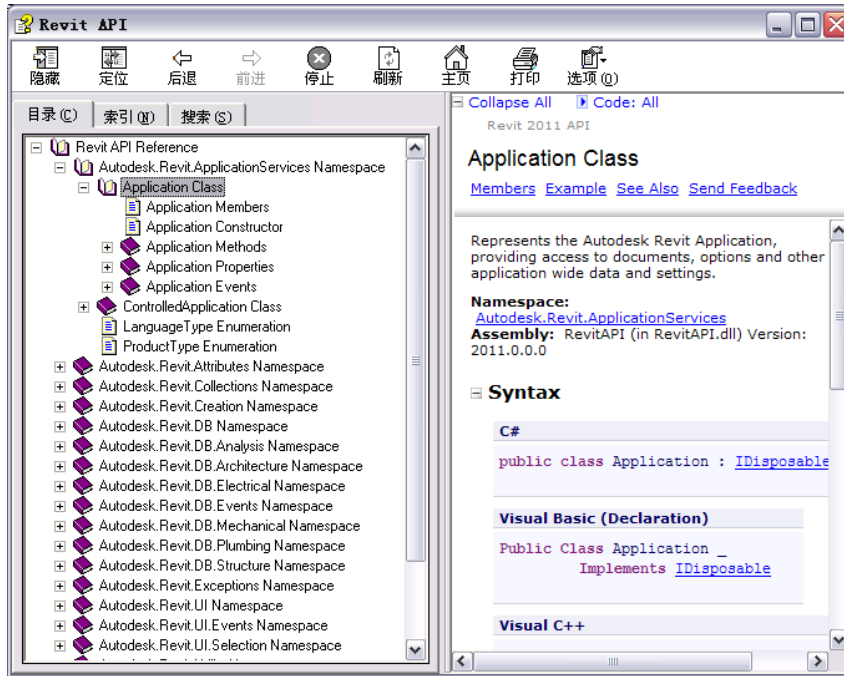 Revit API
隐藏 定位 后退 前进 停止 刷新 主页 打印 选项(O)
目录(C) 索引(N) 搜索(S)
Revit API Reference
Autodesk.Revit.ApplicationServices Namespace
Application Class
Application Members
Application Constructor
Application Methods
Application Properties
Application Events
ControlledApplication Class
LanguageType Enumeration
ProductType Enumeration
Autodesk.Revit.Attributes Namespace
Autodesk.Revit.Collections Namespace
Autodesk.Revit.Creation Namespace
Autodesk.Revit.DB Namespace
Autodesk.Revit.DB.Analysis Namespace
Autodesk.Revit.DB.Architecture Namespace
Autodesk.Revit.DB.Electrical Namespace
Autodesk.Revit.DB.Events Namespace
Autodesk.Revit.DB.Mechanical Namespace
Autodesk.Revit.DB.Plumbing Namespace
Autodesk.Revit.DB.Structure Namespace
Autodesk.Revit.Exceptions Namespace
Autodesk.Revit.UI Namespace
Autodesk.Revit.UI.Events Namespace
Autodesk.Revit.UI.Selection Namespace
Collapse All Code: All
Revit 2011 API
Application Class
Members Example See Also Send Feedback
Represents the Autodesk Revit Application,
providing access to documents, options and other
application wide data and settings.
Namespace:
Autodesk.Revit.ApplicationServices
Assembly: RevitAPI (in RevitAPI.dll) Version:
2011.0.0.0
Syntax
C#
public class Application : IDisposable
Visual Basic (Declaration)
Public Class Application _
Implements IDisposable
Visual C++